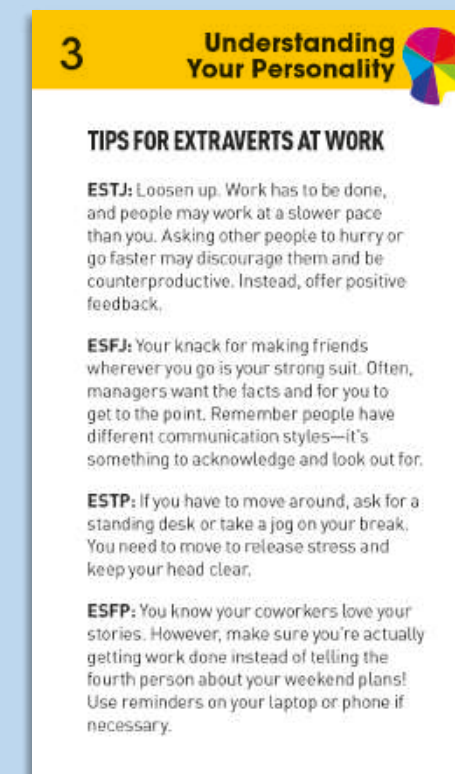 3
Understanding
Your Personality
TIPS FOR EXTRAVERTS AT WORK
ESTJ: Loosen up. Work has to be done,
and people may work at a slower pace
than you. Asking other people to hurry or
go faster may discourage them and be
counterproductive. Instead, offer positive
feedback.
ESFJ: Your knack for making friends
wherever you go is your strong suit. Often,
managers want the facts and for you to
get to the point. Remember people have
different communication styles—it's
something to acknowledge and look out for.
ESTP: If you have to move around, ask for a
standing desk or take a jog on your break.
You need to move to release stress and
keep your head clear.
ESFP: You know your coworkers love your
stories. However, make sure you're actually
getting work done instead of telling the
fourth person about your weekend plans!
Use reminders on your laptop or phone if
necessary.